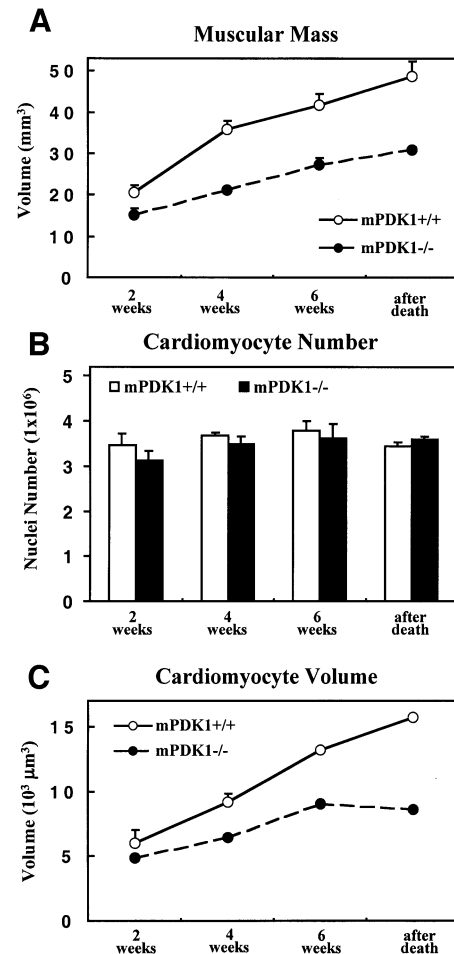 A
Muscular Mass
Volume (mm³)
50
40
30
20
10
0
mPDK1+/+
mPDK1-/-
2 weeks
4 weeks
6 weeks
after death
B
Cardiomyocyte Number
Nuclei Number (1x10⁶)
5
4
3
2
1
0
mPDK1+/+ mPDK1-/-
2 weeks
4 weeks
6 weeks
after death
C
Cardiomyocyte Volume
Volume (10³ µm³)
15
10
5
0
mPDK1+/+
mPDK1-/-
2 weeks
4 weeks
6 weeks
after death